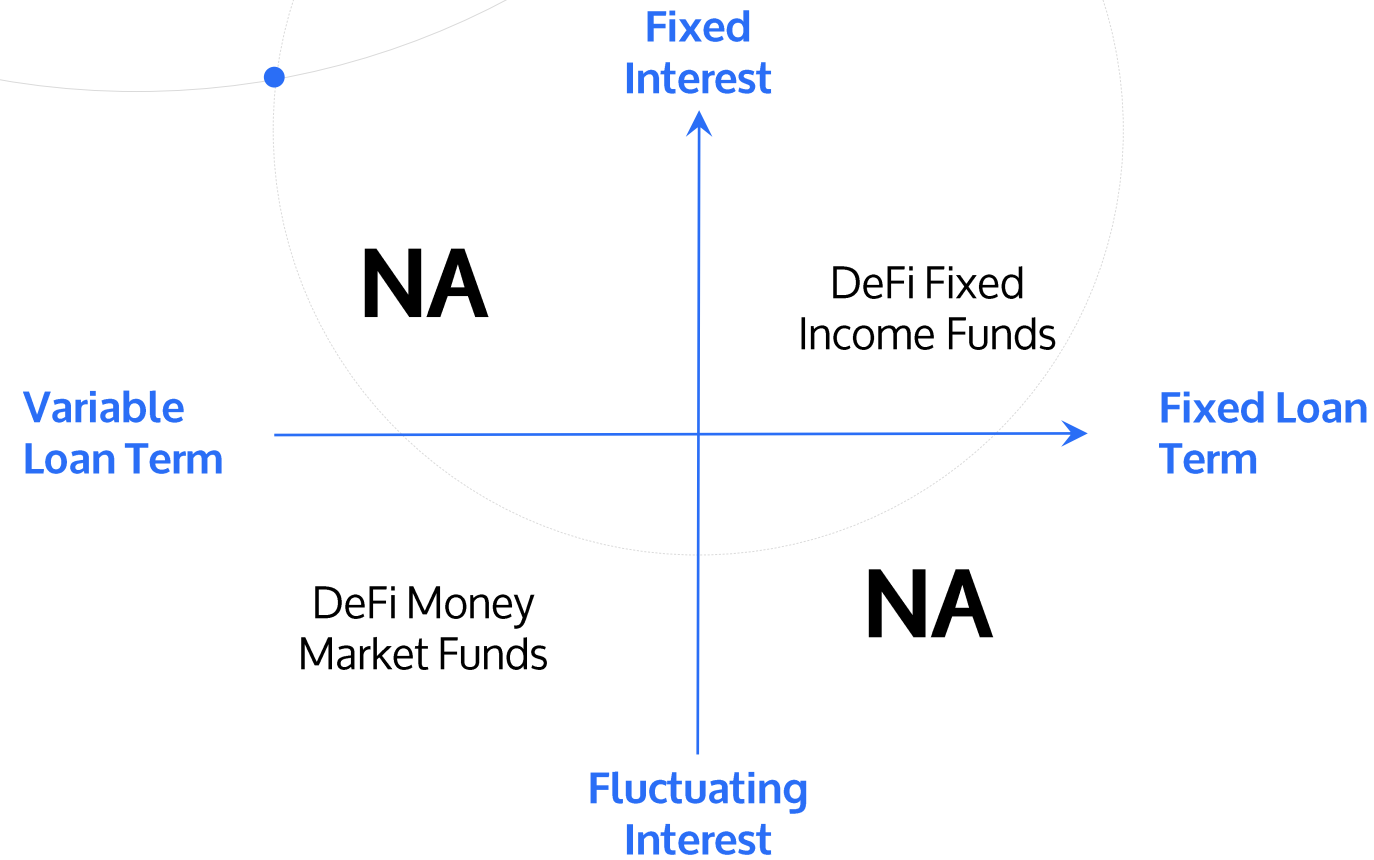 Fixed
Interest
NA
DeFi Fixed
Income Funds
Variable
Loan Term
Fixed Loan
Term
DeFi Money
Market Funds
NA
Fluctuating
Interest